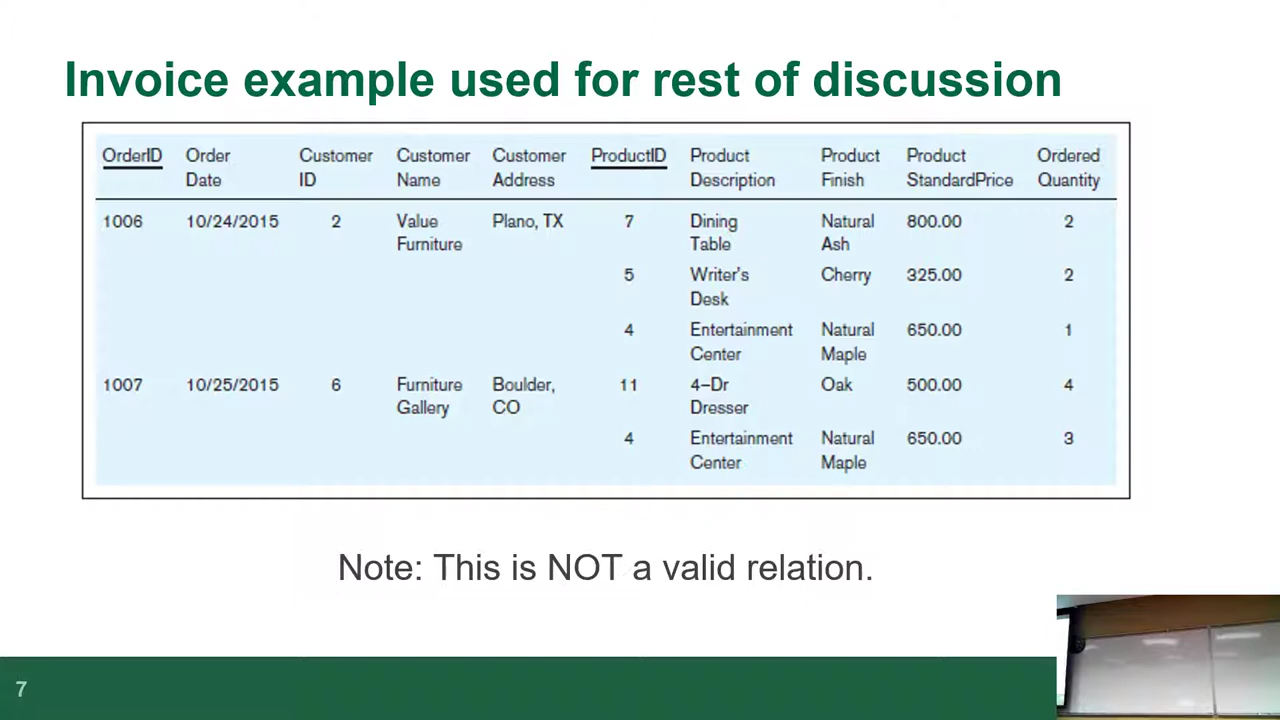 Invoice example used for rest of discussion
OrderID Order Date Customer ID Customer Name Customer Address ProductID Product Description Product Finish Product StandardPrice Ordered Quantity
1006 10/24/2015 2 Value Furniture Plano, TX 7 Dining Table Natural Ash 800.00 2
5 Writer's Desk Cherry 325.00 2
4 Entertainment Center Natural Maple 650.00 1
1007 10/25/2015 6 Furniture Gallery Boulder, CO 11 4–Dr Dresser Oak 500.00 4
4 Entertainment Center Natural Maple 650.00 3
Note: This is NOT a valid relation.
7